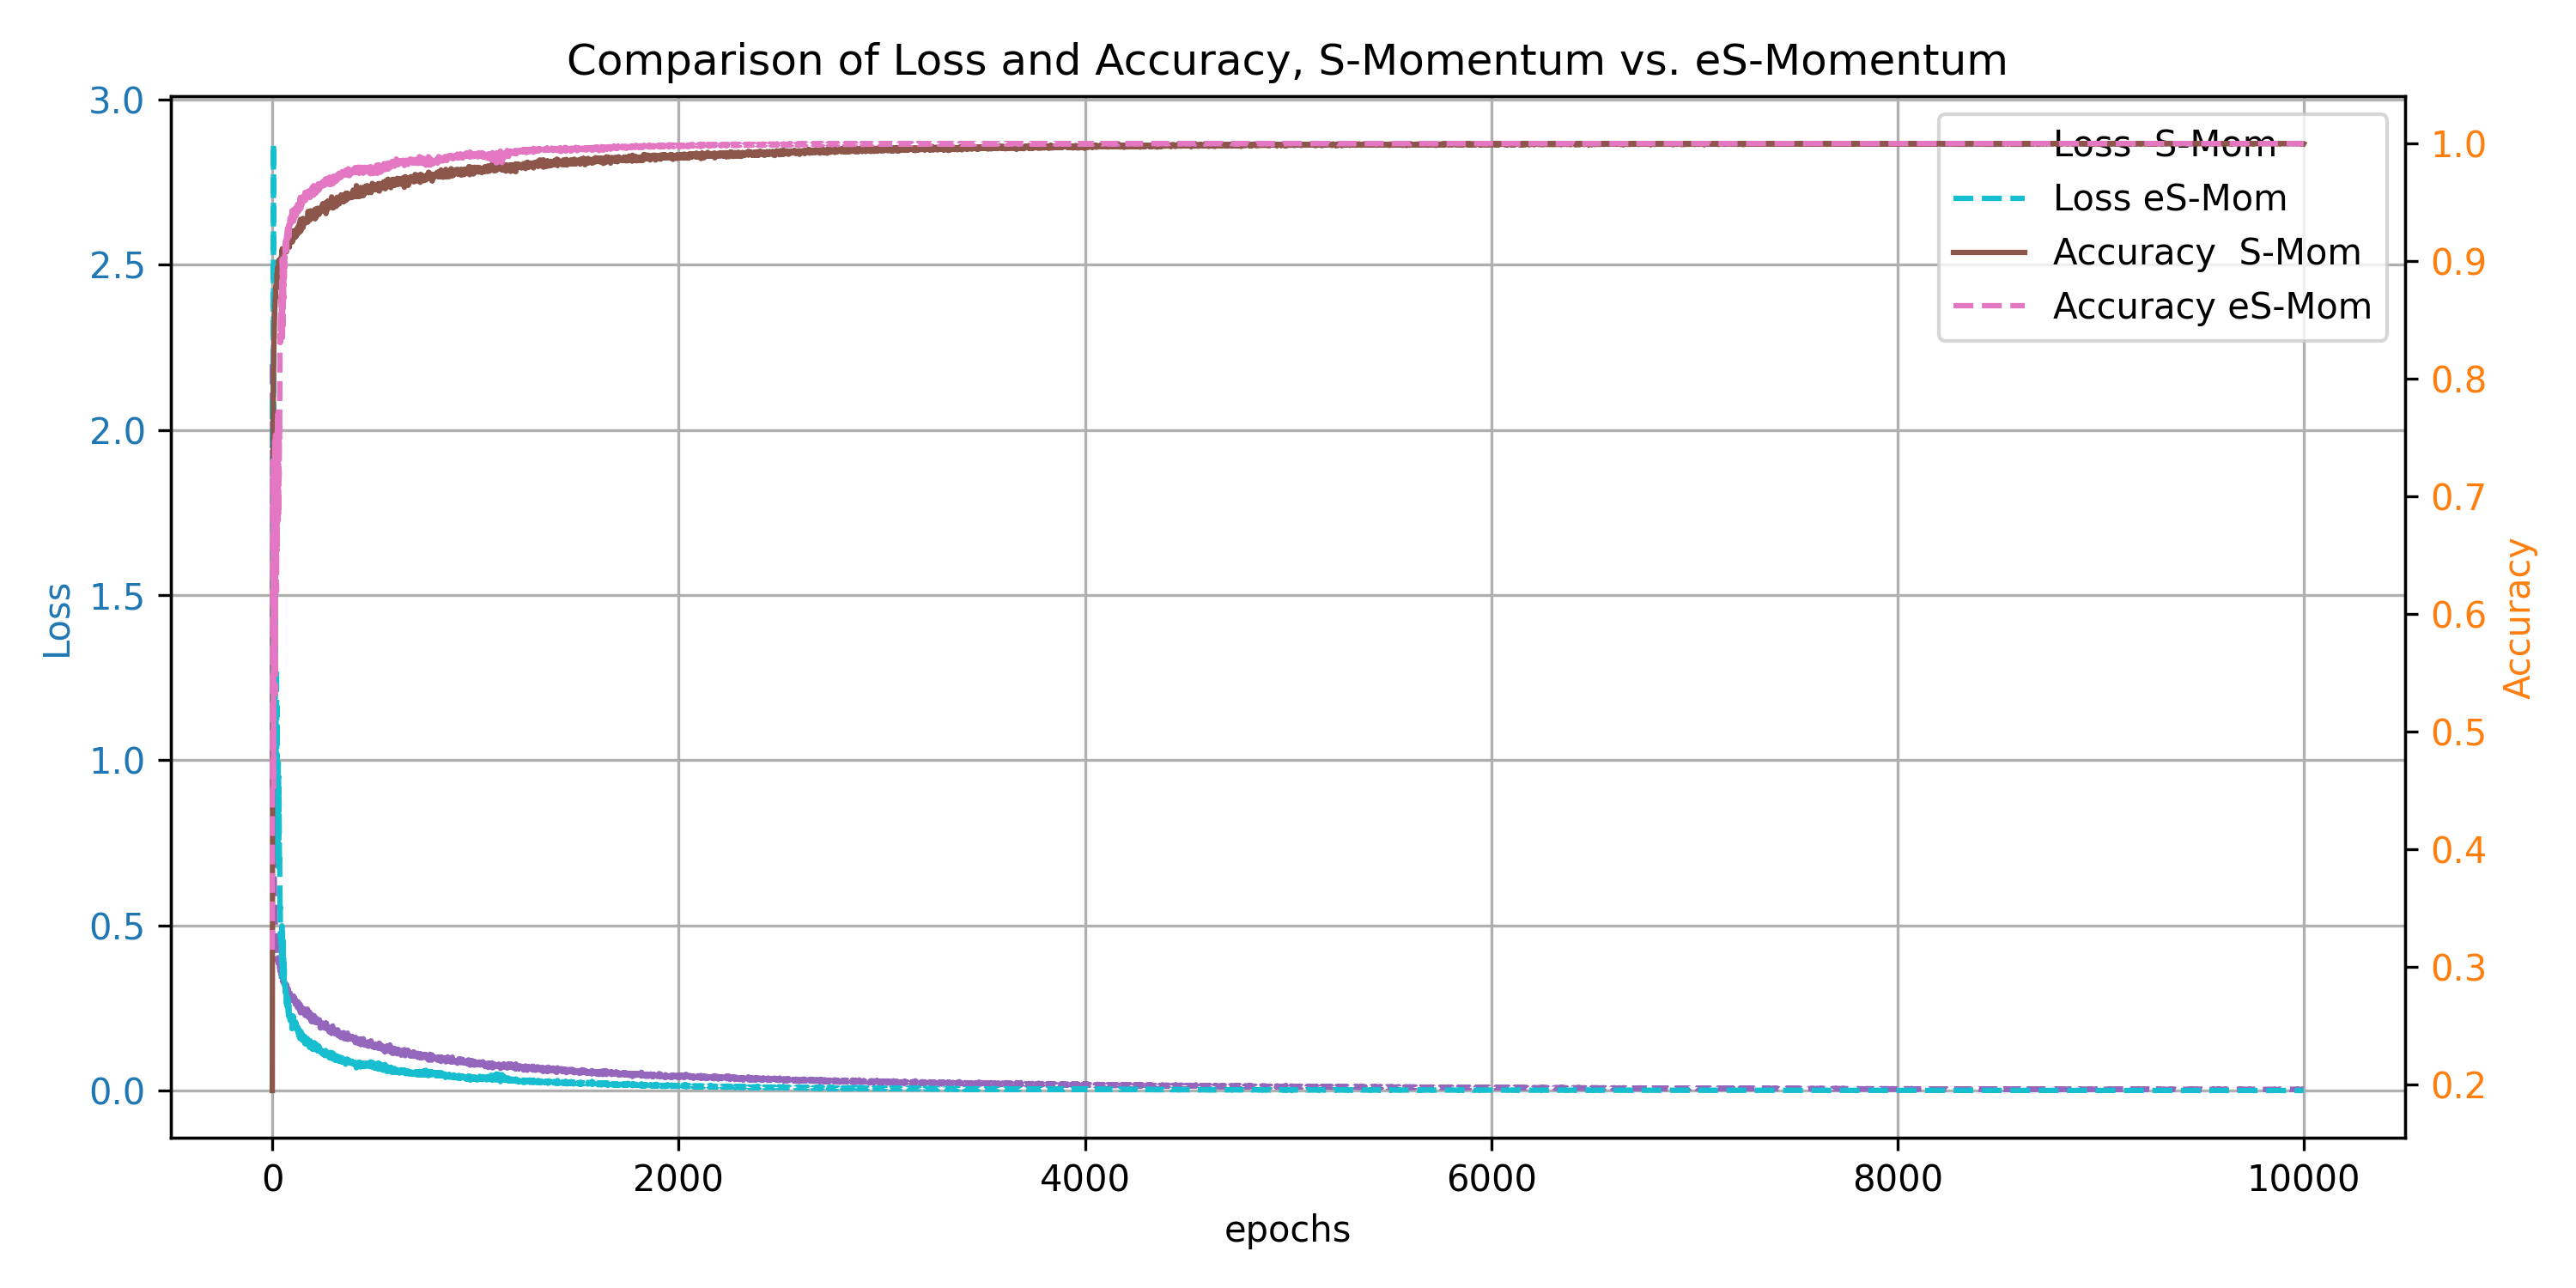 Comparison of Loss and Accuracy, S-Momentum vs. eS-Momentum
3.0
2.5
2.0
1.5
1.0
0.5
0.0
Loss
Loss  S-Mom
Loss eS-Mom
Accuracy  S-Mom
Accuracy eS-Mom
1.0
0.9
0.8
0.7
0.6
0.5
0.4
0.3
0.2
Accuracy
0
2000
4000
6000
8000
10000
epochs